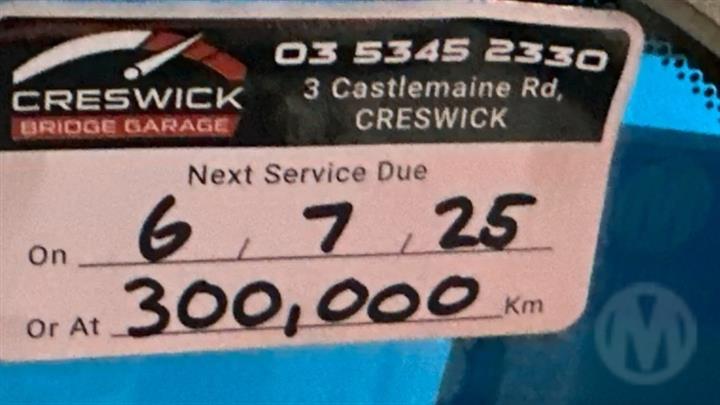 03 5345 2330
3 Castlemaine Rd,
CRESWICK
CRESWICK
BRIDGE GARAGE
Next Service Due
On 6 / 7 / 25
Or At 300,000 Km
M